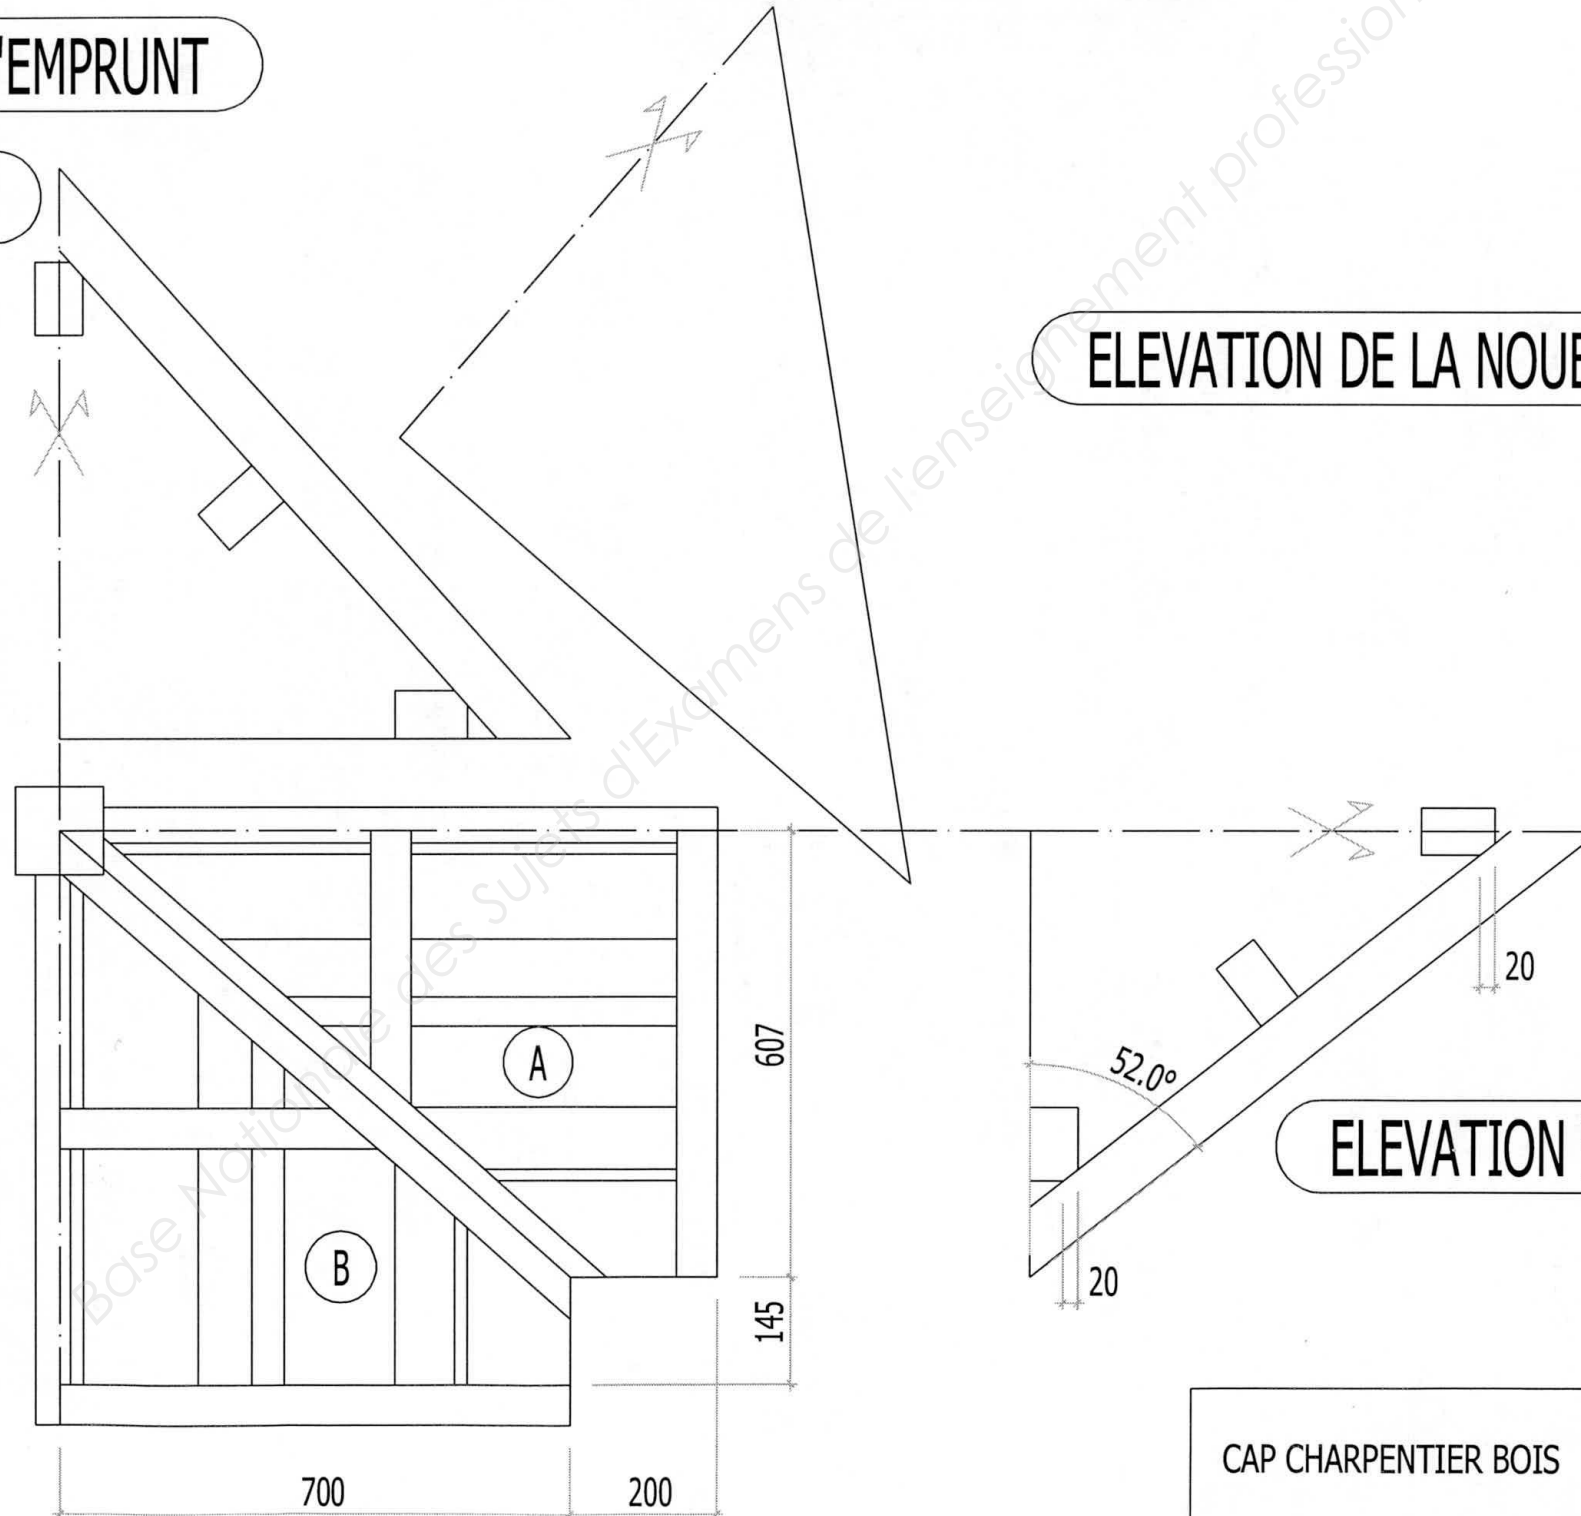 'EMPRUNT
ELEVATION DE LA NOUE
Base Nationale des Sujets d'Examens de l'enseignement profession
A
607
52.0°
20
ELEVATION
B
20
145
700
200
CAP CHARPENTIER BOIS